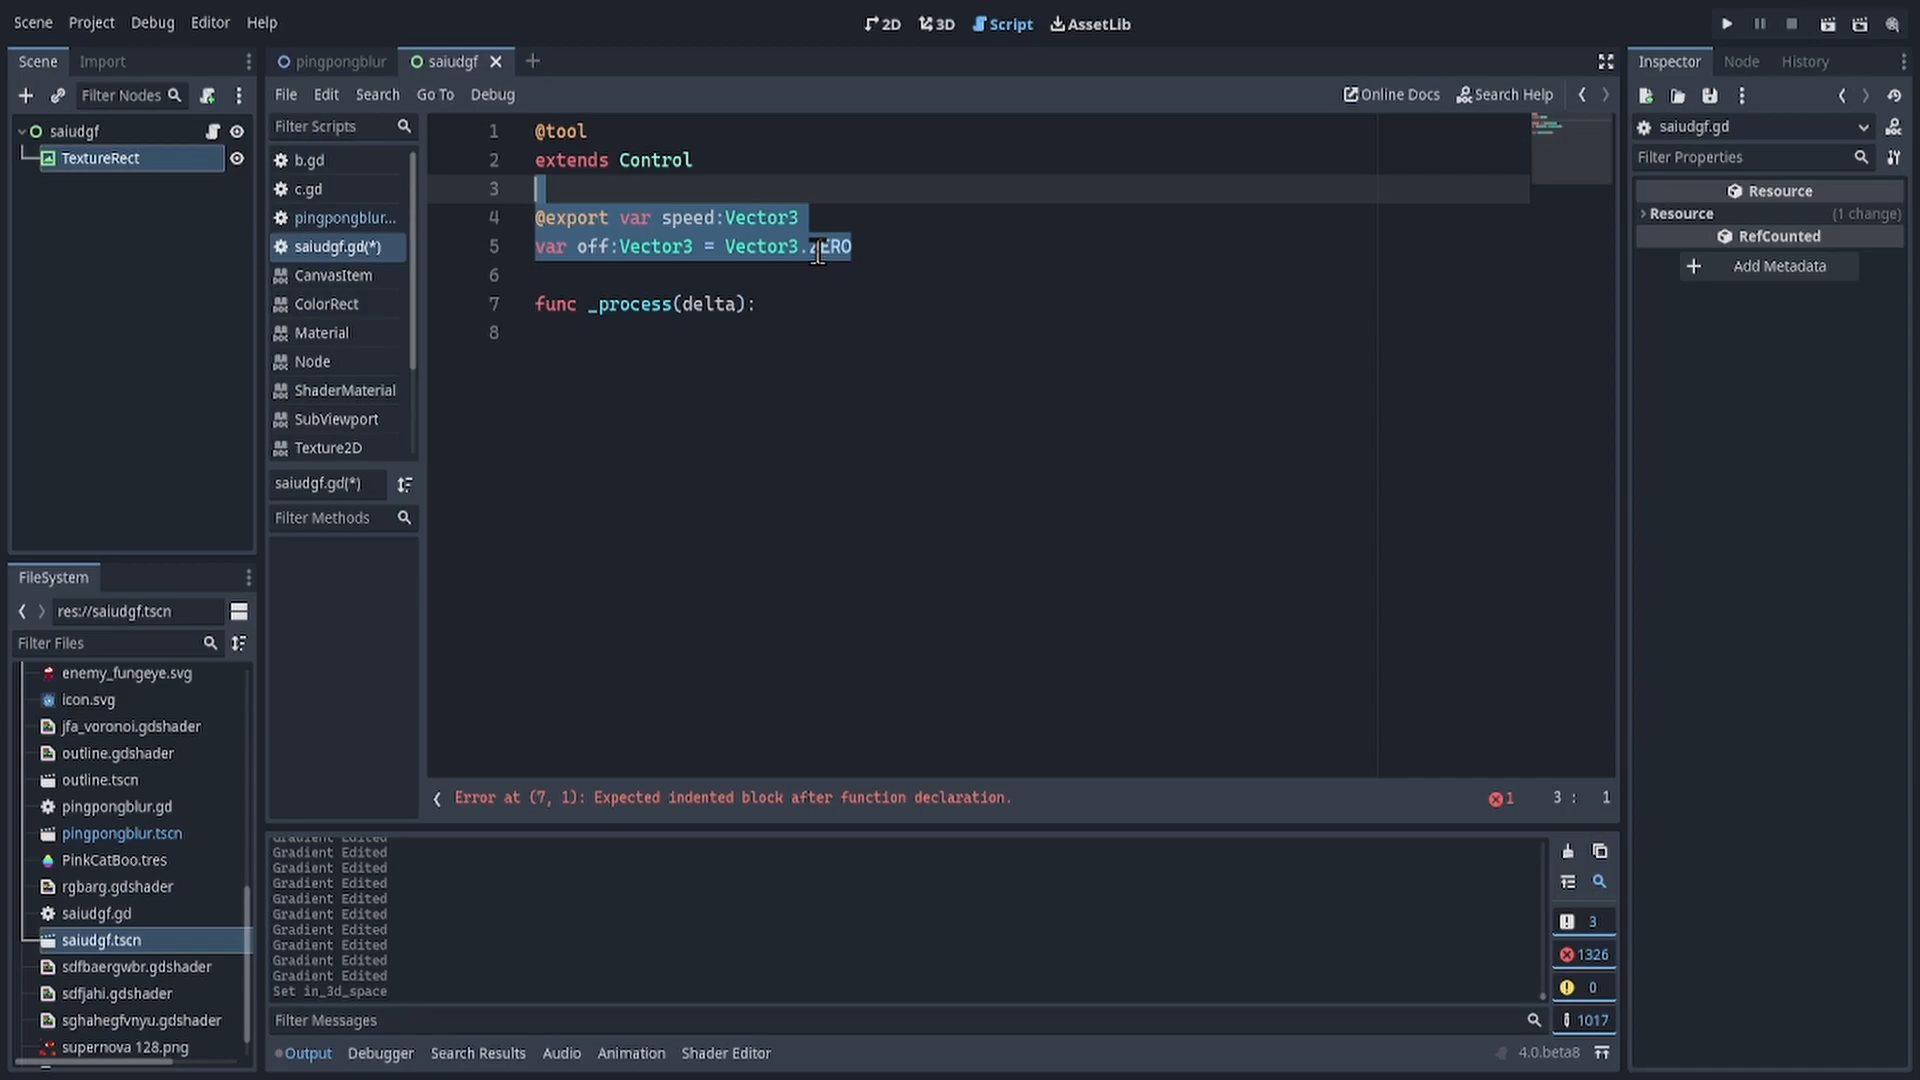 Scene Project Debug Editor Help
2D 3D Script AssetLib
Scene Import
pingpongblur saiudgf
Inspector Node History
Filter Nodes
File Edit Search Go To Debug
Online Docs Search Help
saiudgf.gd
Filter Properties
Resource
Resource (1 change)
RefCounted
Add Metadata
saiudgf
TextureRect
Filter Scripts
b.gd
c.gd
pingpongblur...
saiudgf.gd(*)
CanvasItem
ColorRect
Material
Node
ShaderMaterial
SubViewport
Texture2D
saiudgf.gd(*)
Filter Methods
1 @tool
2 extends Control
3
4 @export var speed:Vector3
5 var off:Vector3 = Vector3.ZERO
6
7 func _process(delta):
8
Error at (7, 1): Expected indented block after function declaration.
1 3 : 1
FileSystem
res://saiudgf.tscn
Filter Files
enemy_fungeye.svg
icon.svg
jfa_voronoi.gdshader
outline.gdshader
outline.tscn
pingpongblur.gd
pingpongblur.tscn
PinkCatBoo.tres
rgbarg.gdshader
saiudgf.gd
saiudgf.tscn
sdfbaergwbr.gdshader
sdfjahi.gdshader
sghahegfvnyu.gdshader
supernova 128.png
Gradient Edited
Gradient Edited
Gradient Edited
Gradient Edited
Gradient Edited
Gradient Edited
Gradient Edited
Gradient Edited
Gradient Edited
Gradient Edited
Set in_3d_space
3
1326
0
1017
Filter Messages
Output Debugger Search Results Audio Animation Shader Editor
4.0.beta8